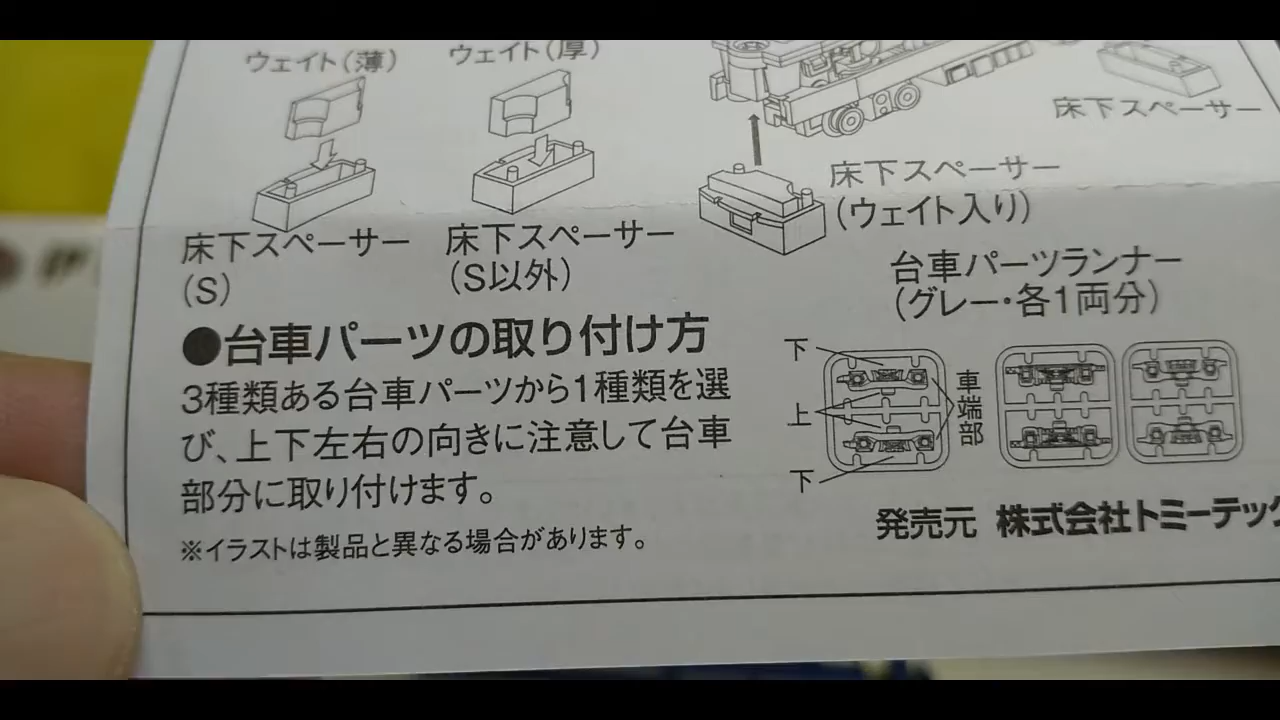 ウェイト(薄)
ウェイト(厚)
床下スペーサー
床下スペーサー
(ウェイト入り)
床下スペーサー
(S)
床下スペーサー
(S以外)
台車パーツランナー
(グレー・各1両分)
●台車パーツの取り付け方
3種類ある台車パーツから1種類を選
び、上下左右の向きに注意して台車
部分に取り付けます。
※イラストは製品と異なる場合があります。
下
上
下
車端部
発売元 株式会社トミーテック